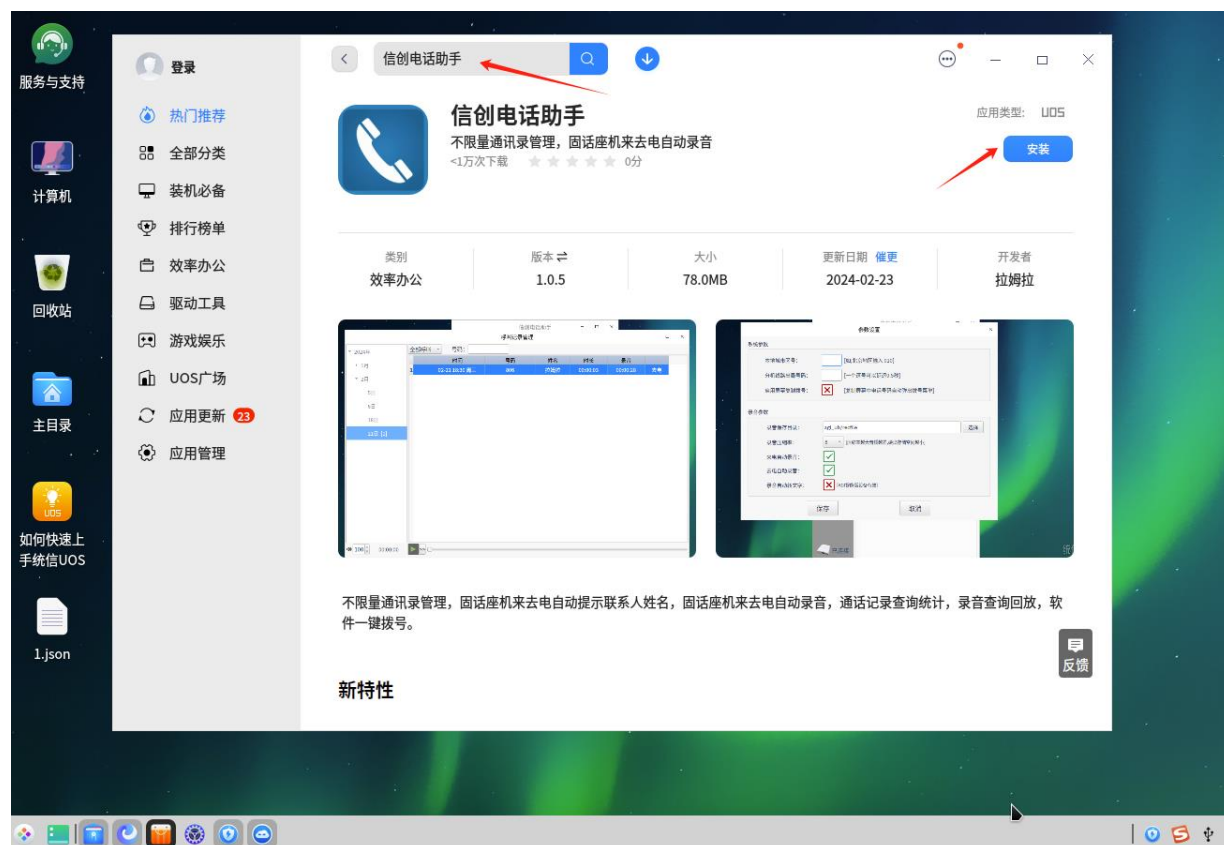 服务与支持
计算机
回收站
主目录
UOS
如何快速上
手统信UOS
1.json
登录
热门推荐
全部分类
装机必备
排行榜单
效率办公
驱动工具
游戏娱乐
UOS广场
应用更新 23
应用管理
信创电话助手
信创电话助手
不限量通讯录管理，固话座机来去电自动录音
<1万次下载 0分
应用类型: UOS
安装
类别 版本 大小 更新日期 催更 开发者
效率办公 1.0.5 78.0MB 2024-02-23 拉姆拉
参数设置
保存 取消
不限量通讯录管理，固话座机来去电自动提示联系人姓名，固话座机来去电自动录音，通话记录查询统计，录音查询回放，软
件一键拨号。
反馈
新特性